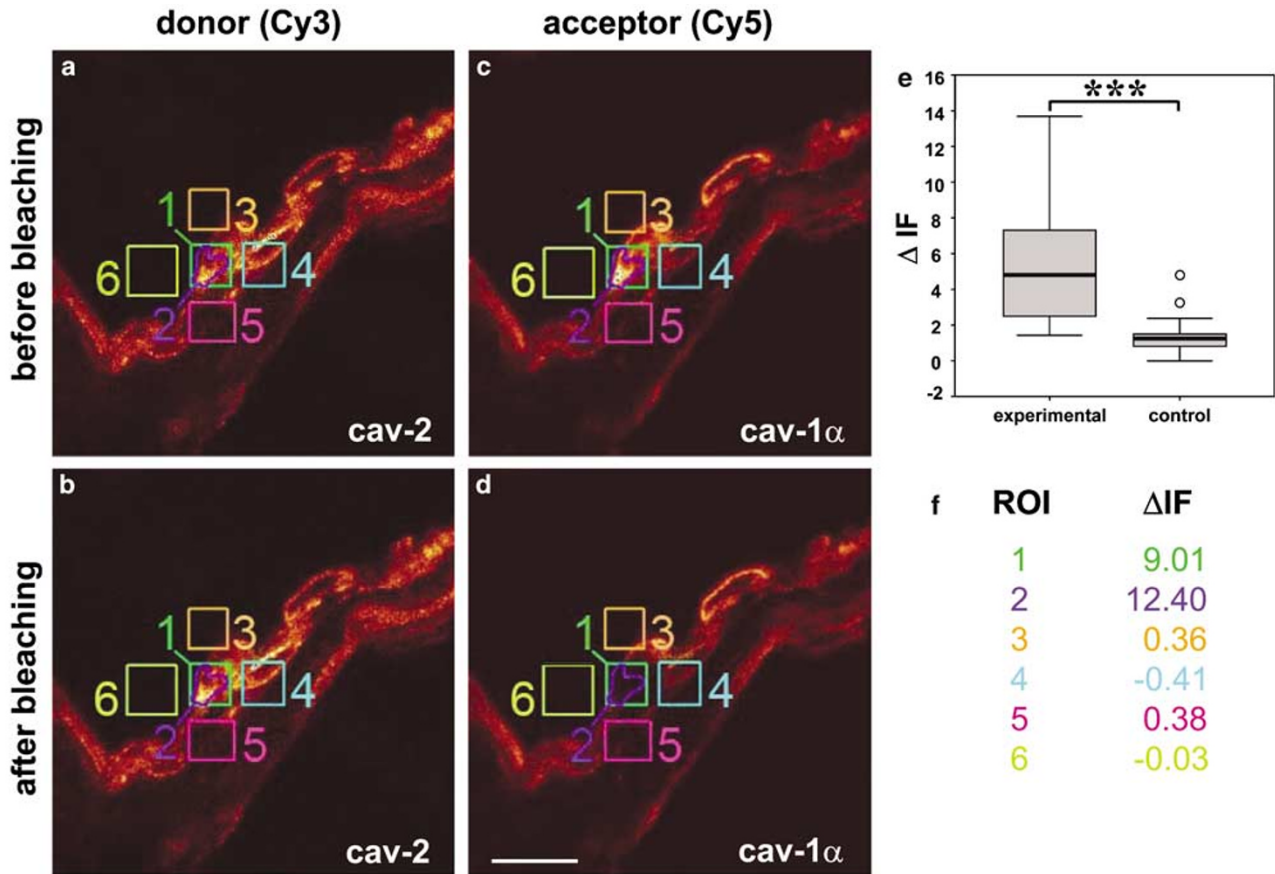 donor (Cy3)
acceptor (Cy5)
before bleaching
after bleaching
a
1
3
6
4
2
5
cav-2
c
1
3
6
4
2
5
cav-1α
b
1
3
6
4
2
5
cav-2
d
1
3
6
4
2
5
cav-1α
e
***
Δ IF
16
14
12
10
8
6
4
2
0
-2
experimental control
f ROI ΔIF
1 9.01
2 12.40
3 0.36
4 -0.41
5 0.38
6 -0.03